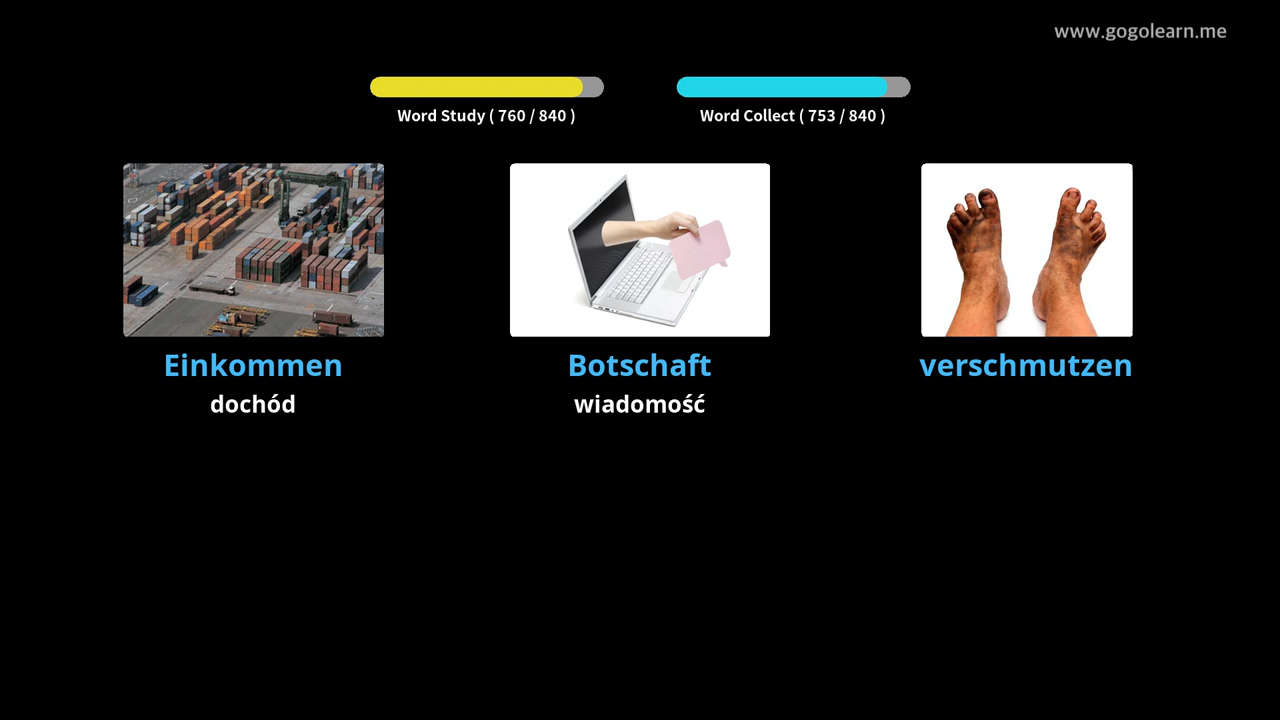 www.gogolearn.me
Word Study ( 760 / 840 )
Word Collect ( 753 / 840 )
Einkommen
dochód
Botschaft
wiadomość
verschmutzen